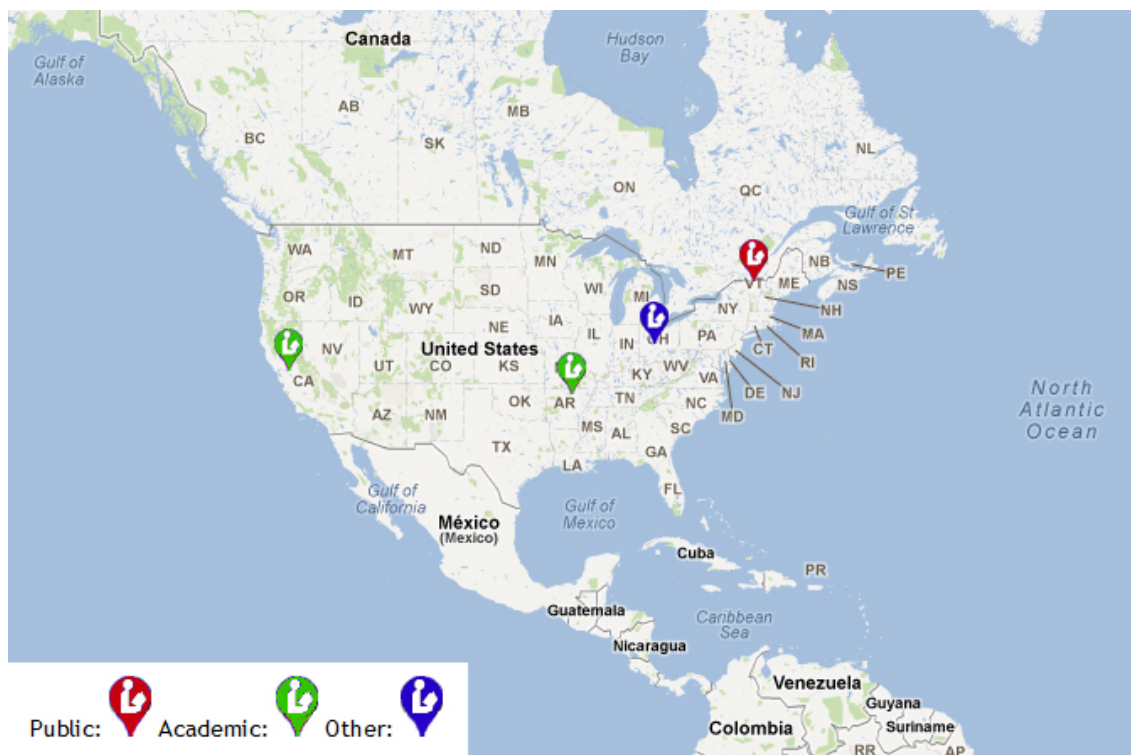 Canada
Hudson
Bay
Gulf of
Alaska
AB
MB
BC
SK
NL
ON
QC
Gulf of St
Lawrence
WA
MT
ND
MN
NB
PE
VT
ME
NS
OR
ID
SD
WI
MI
WY
NY
NH
IA
NE
IL
IN
OH
PA
MA
NV
United States
CT
RI
UT
CO
KS
KY
WV
VA
DE
NJ
CA
OK
AR
TN
NC
MD
AZ
NM
MS
AL
SC
TX
GA
LA
FL
North
Atlantic
Ocean
Gulf of
California
Gulf of
Mexico
México
(Mexico)
Cuba
PR
Guatemala
Caribbean
Sea
Nicaragua
Venezuela
Guyana
Colombia
Suriname
RR
AP
Public: Academic: Other: